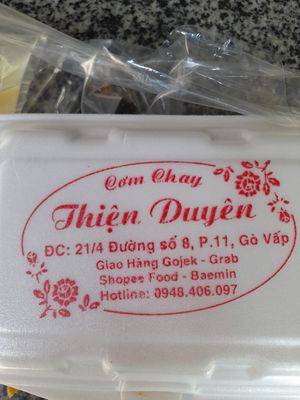 Cơm Chay
Thiện Duyên
ĐC: 21/4 Đường số 8, P.11, Gò Vấp
Giao Hàng Gojek - Grab
Shopee Food - Baemin
Hotline: 0948.406.097